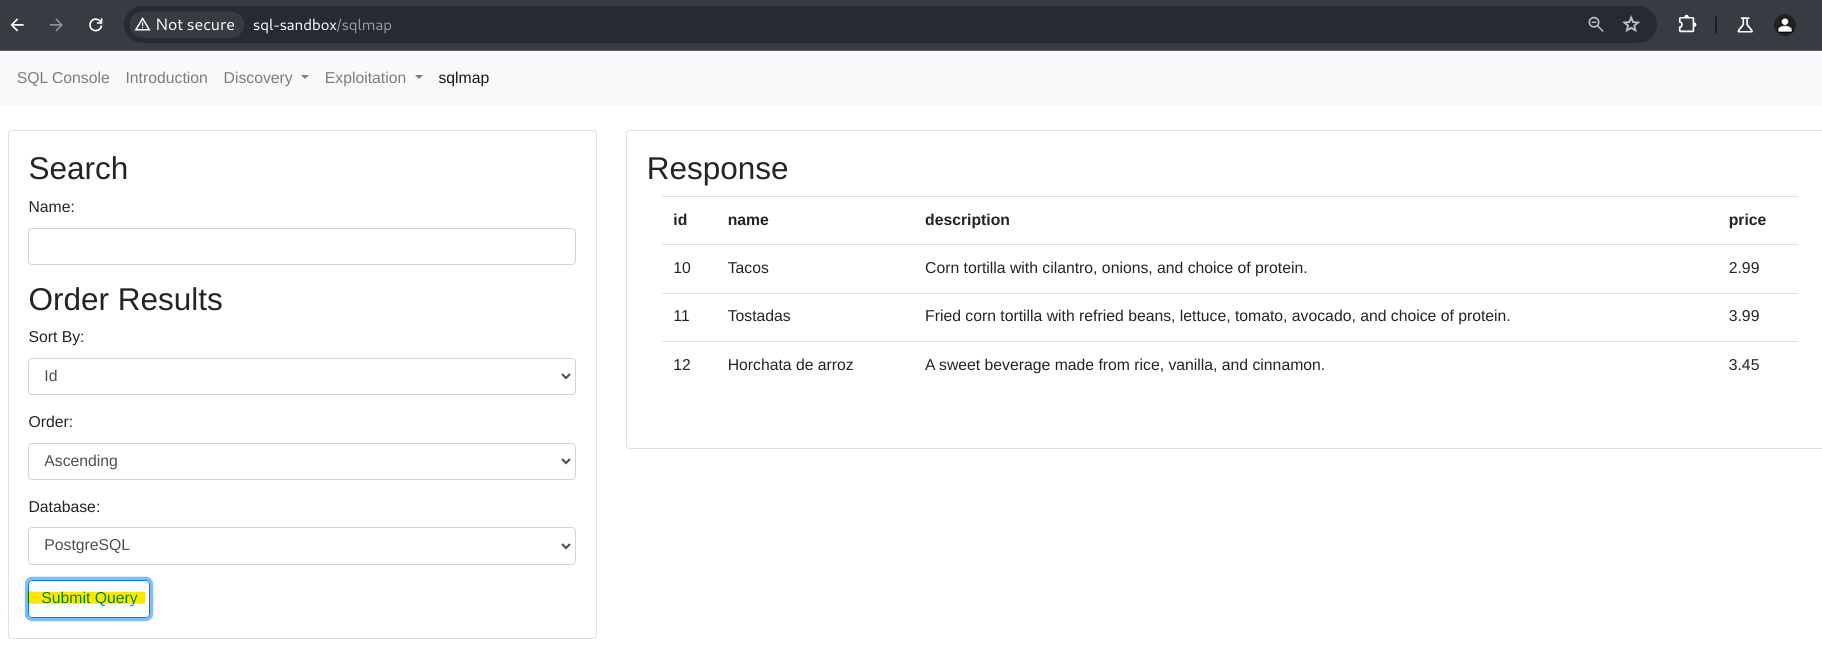 Not secure sql-sandbox/sqlmap
SQL Console Introduction Discovery Exploitation sqlmap
Search
Name:
Order Results
Sort By:
Id
Order:
Ascending
Database:
PostgreSQL
Submit Query
Response
id name description price
10 Tacos Corn tortilla with cilantro, onions, and choice of protein. 2.99
11 Tostadas Fried corn tortilla with refried beans, lettuce, tomato, avocado, and choice of protein. 3.99
12 Horchata de arroz A sweet beverage made from rice, vanilla, and cinnamon. 3.45